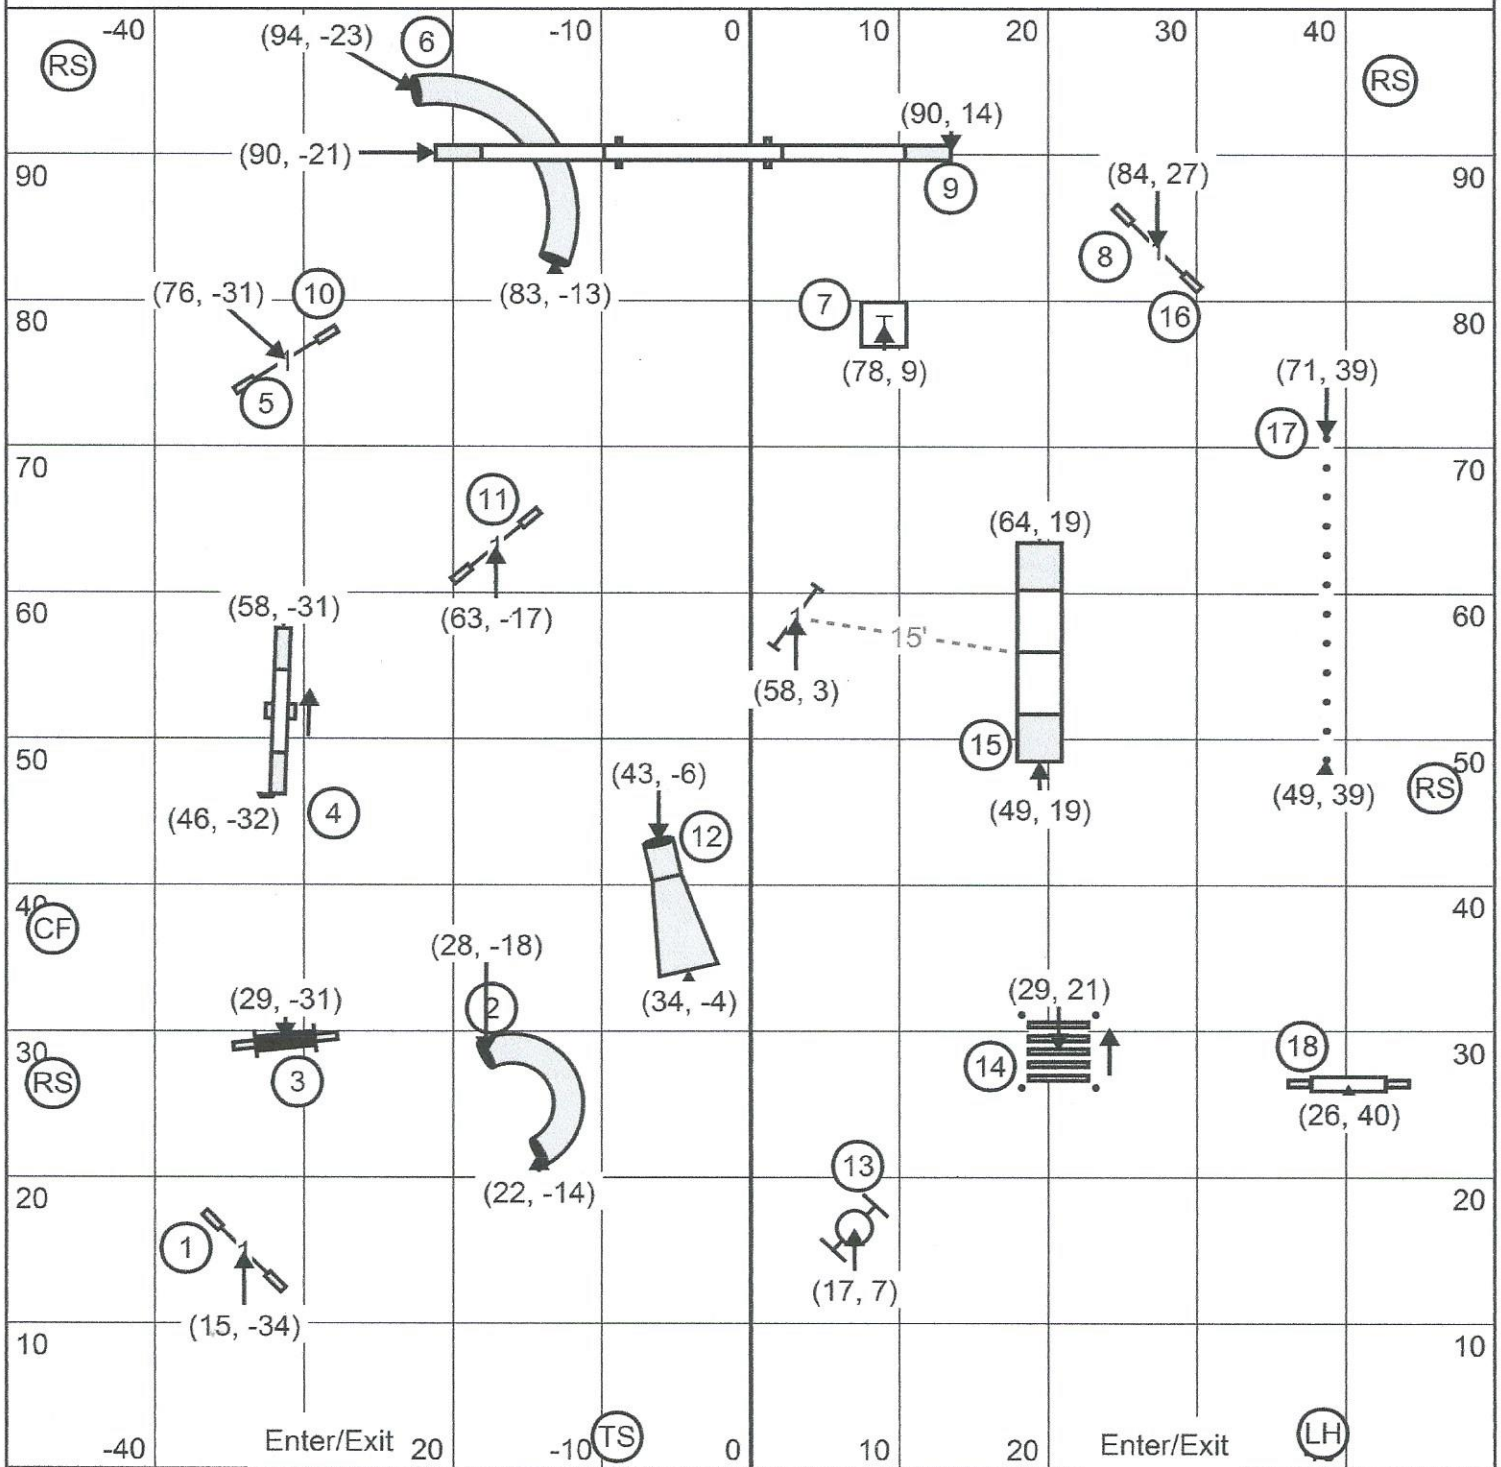 -40 (94, -23) 6 -10 0 10 20 30 40
RS RS
(90, 14)
(90, -21)
90 9 (84, 27) 90
8
(76, -31) 10 (83, -13) 7 16
80 80
(78, 9) (71, 39)
5
17
70 70
11
(64, 19)
(58, -31) (63, -17) 1
60 15' 60
(58, 3)
15
50 (43, -6) 50
RS
(46, -32) 4 12 (49, 19) (49, 39)
40 40
CF
(28, -18)
(29, -31) 2 (34, -4) (29, 21)
30 18 30
RS 3 14
(26, 40)
13
20 (22, -14) 20
1
(17, 7)
(15, -34)
10 10
-40 Enter/Exit 20 -10 TS 0 10 20 Enter/Exit LH